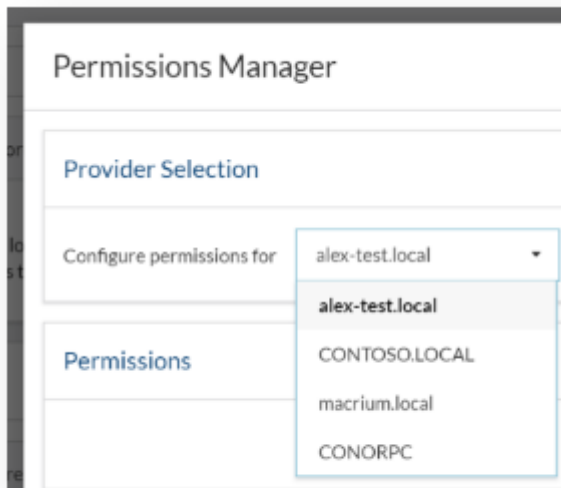 Permissions Manager
Provider Selection
Configure permissions for alex-test.local
alex-test.local
CONTOSO.LOCAL
Permissions
macrium.local
CONORPC